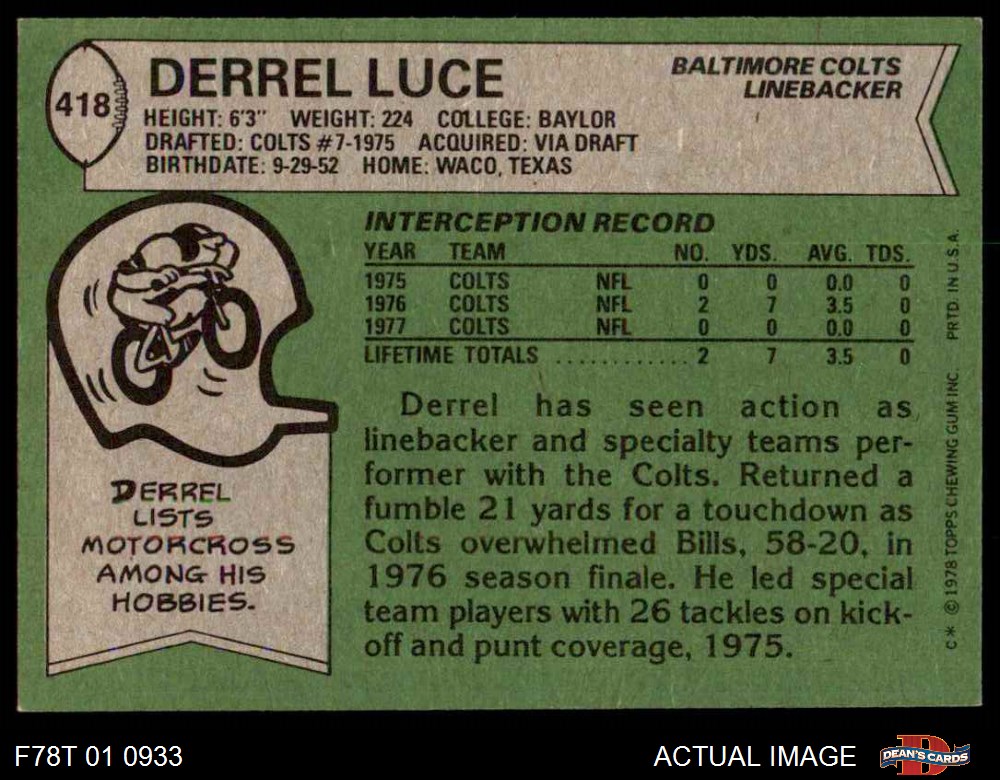 418
DERREL LUCE
BALTIMORE COLTS
LINEBACKER
HEIGHT: 6'3" WEIGHT: 224 COLLEGE: BAYLOR
DRAFTED: COLTS #7-1975 ACQUIRED: VIA DRAFT
BIRTHDATE: 9-29-52 HOME: WACO, TEXAS
INTERCEPTION RECORD
YEAR TEAM NO. YDS. AVG. TDS.
1975 COLTS NFL 0 0 0.0 0
1976 COLTS NFL 2 7 3.5 0
1977 COLTS NFL 0 0 0.0 0
LIFETIME TOTALS ............ 2 7 3.5 0
Derrel has seen action as
linebacker and specialty teams per-
former with the Colts. Returned a
fumble 21 yards for a touchdown as
Colts overwhelmed Bills, 58-20, in
1976 season finale. He led special
team players with 26 tackles on kick-
off and punt coverage, 1975.
DERREL
LISTS
MOTORCROSS
AMONG HIS
HOBBIES.
C* © 1978 TOPPS CHEWING GUM INC. PRTD. IN U.S.A.
F78T 01 0933
ACTUAL IMAGE
DEAN'S CARDS